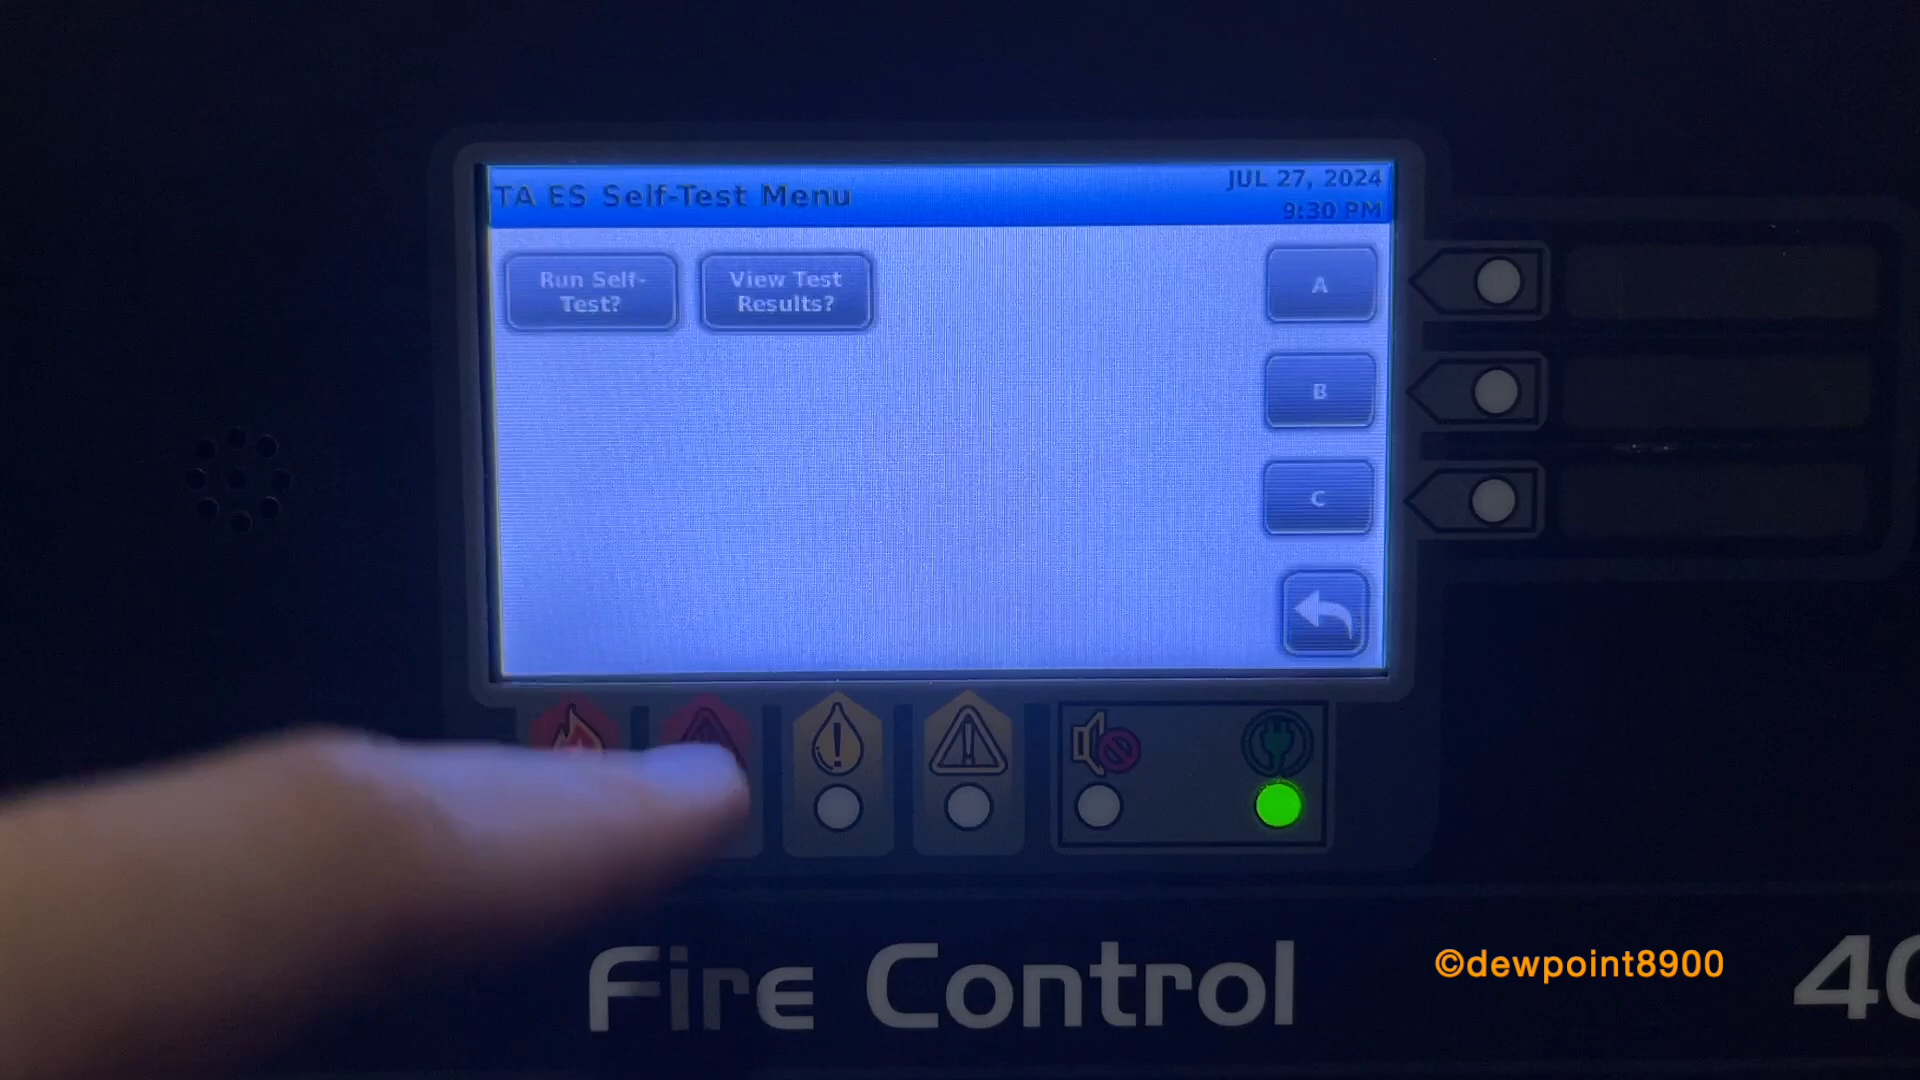 TA ES Self-Test Menu
JUL 27, 2024
9:30 PM
Run Self-
Test?
View Test
Results?
A
B
C
Fire Control
©dewpoint8900